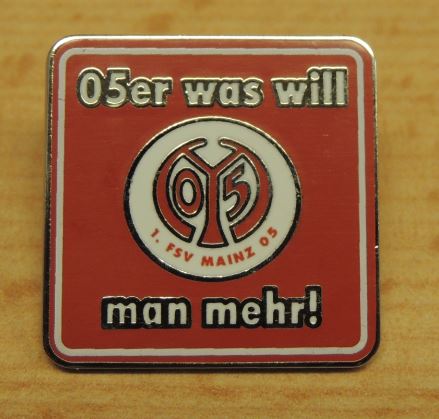 05er was will
05
1. FSV MAINZ 05
man mehr!